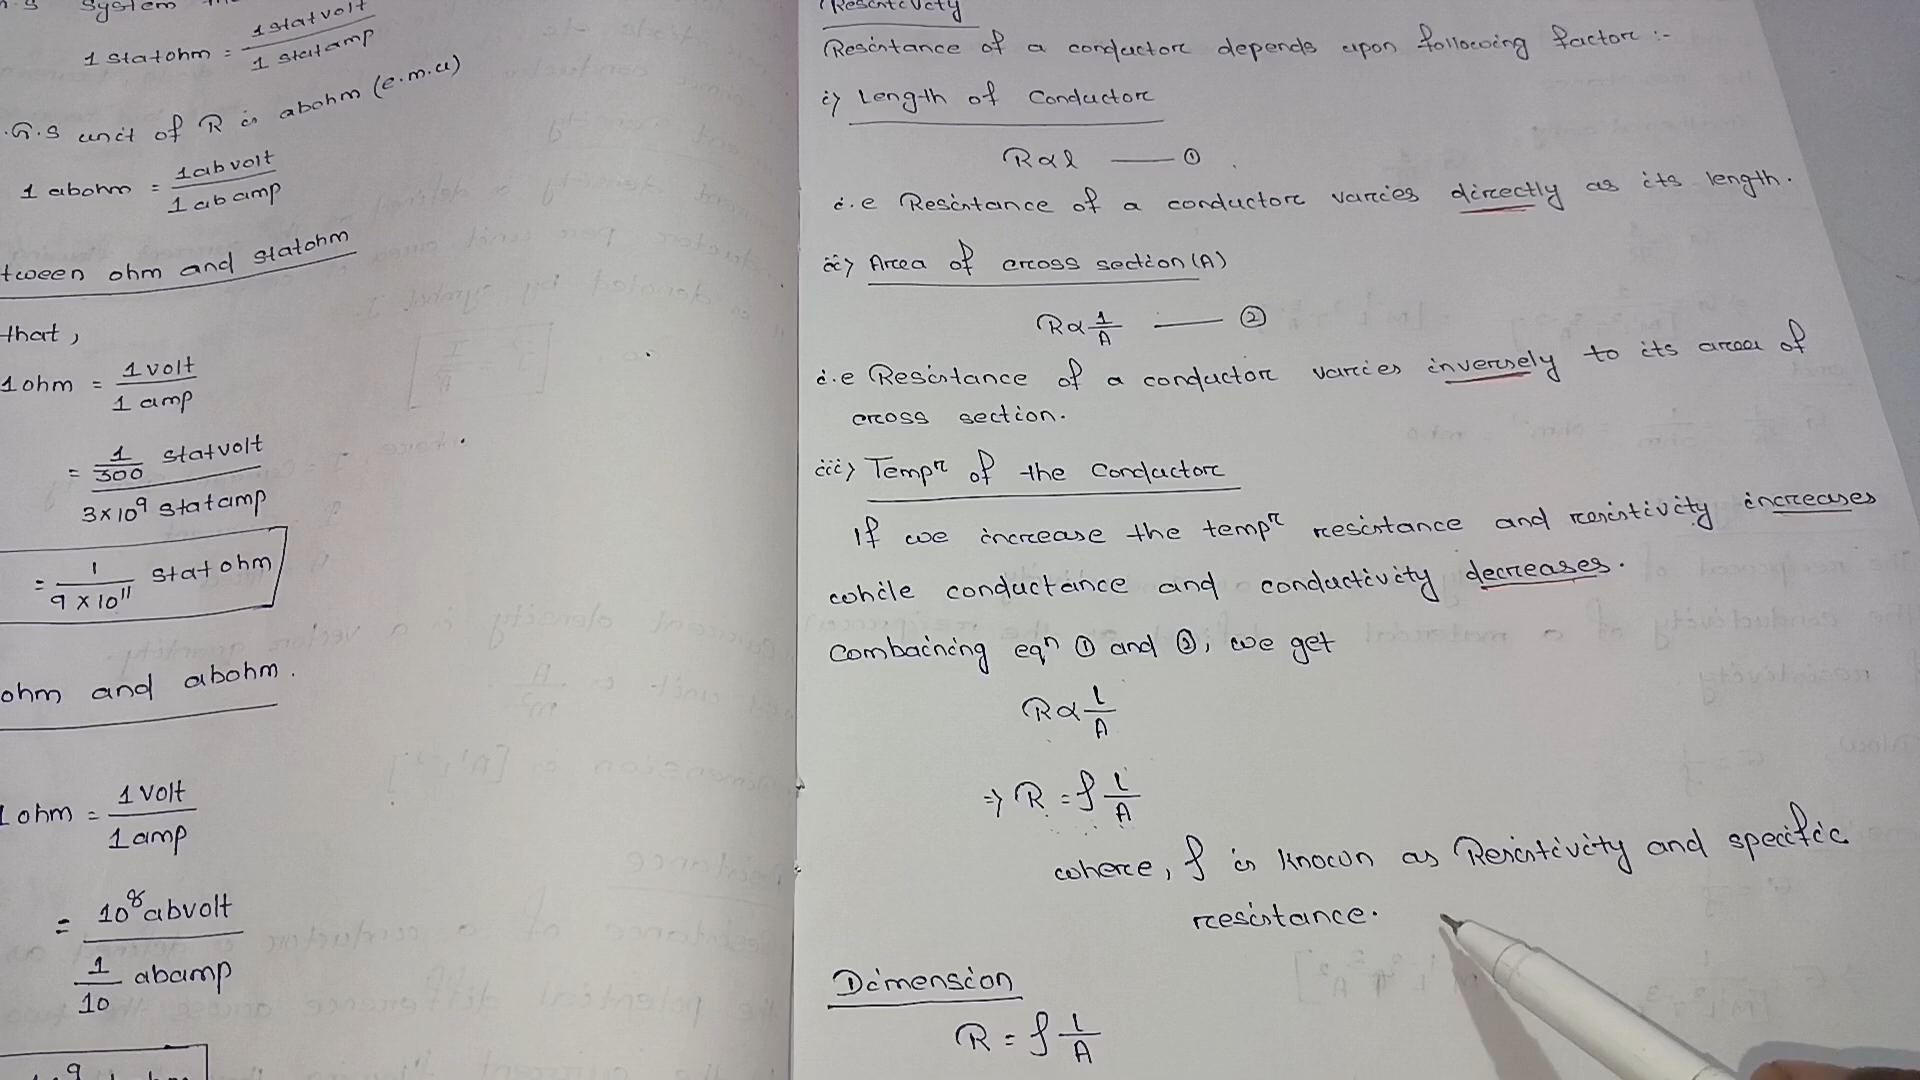 System
1 statohm = 1 statvolt / 1 statamp
.G.S unit of R is abohm (e.m.u)
1 abohm = 1 abvolt / 1 abamp
tween ohm and statohm
that,
1 ohm = 1 volt / 1 amp
= 1/300 statvolt / 3×10⁹ statamp
= 1 / 9×10¹¹ statohm
ohm and abohm.
1 ohm = 1 volt / 1 amp
= 10⁸ abvolt / 1/10 abamp
Resistivity
Resistance of a conductor depends upon following factor :-
i) Length of Conductor
R∝l —— ①
i.e Resistance of a conductor varies directly as its length.
ii) Area of cross section (A)
R∝ 1/A —— ②
i.e Resistance of a conductor varies inversely to its area of
cross section.
iii) Tempr of the Conductor
If we increase the tempr resistance and resistivity increases
while conductance and conductivity decreases.
Combaining eqn ① and ②, we get
R∝ l/A
⇒ R = ρ l/A
where, ρ is known as Resistivity and specific
resistance.
Dimension
R = ρ l/A